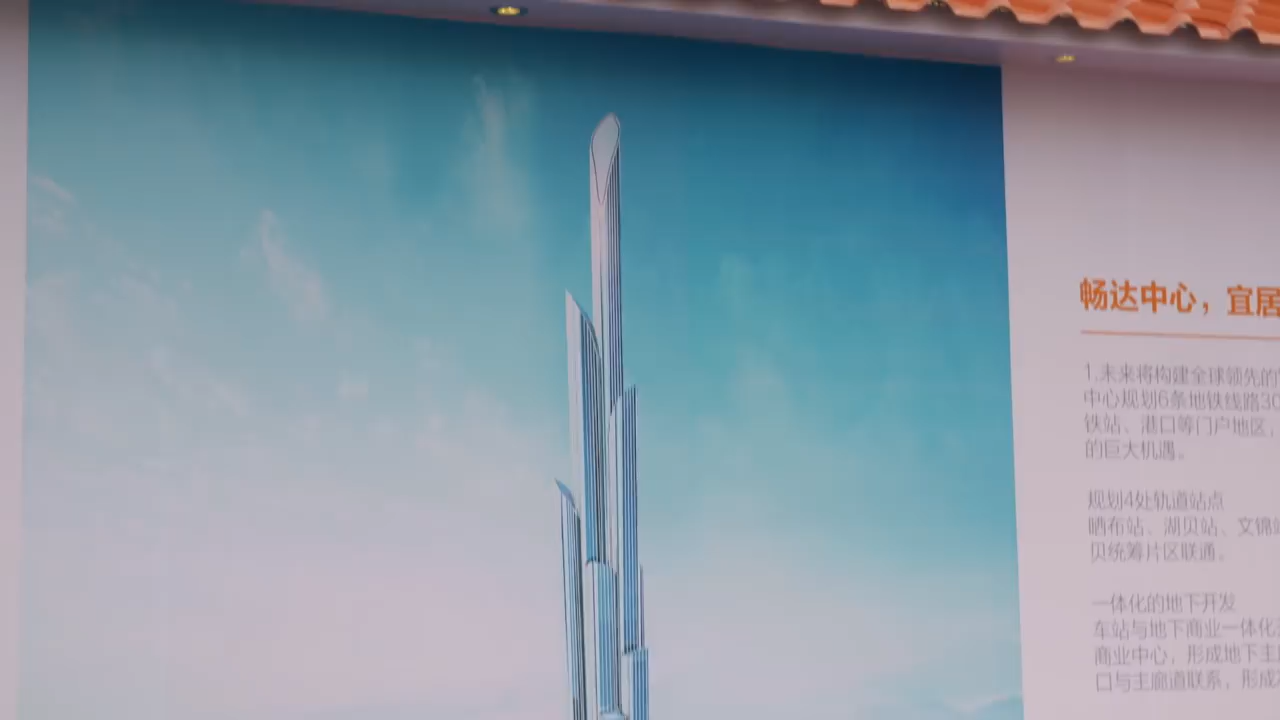 畅达中心，宜居
1.未来将构建全球领先的
中心规划6条地铁线路30
铁站、港口等门户地区，
的巨大机遇。
规划4处轨道站点
晒布站、湖贝站、文锦
贝统筹片区联通。
一体化的地下开发
车站与地下商业一体化
商业中心，形成地下主
口与主廊道联系，形成